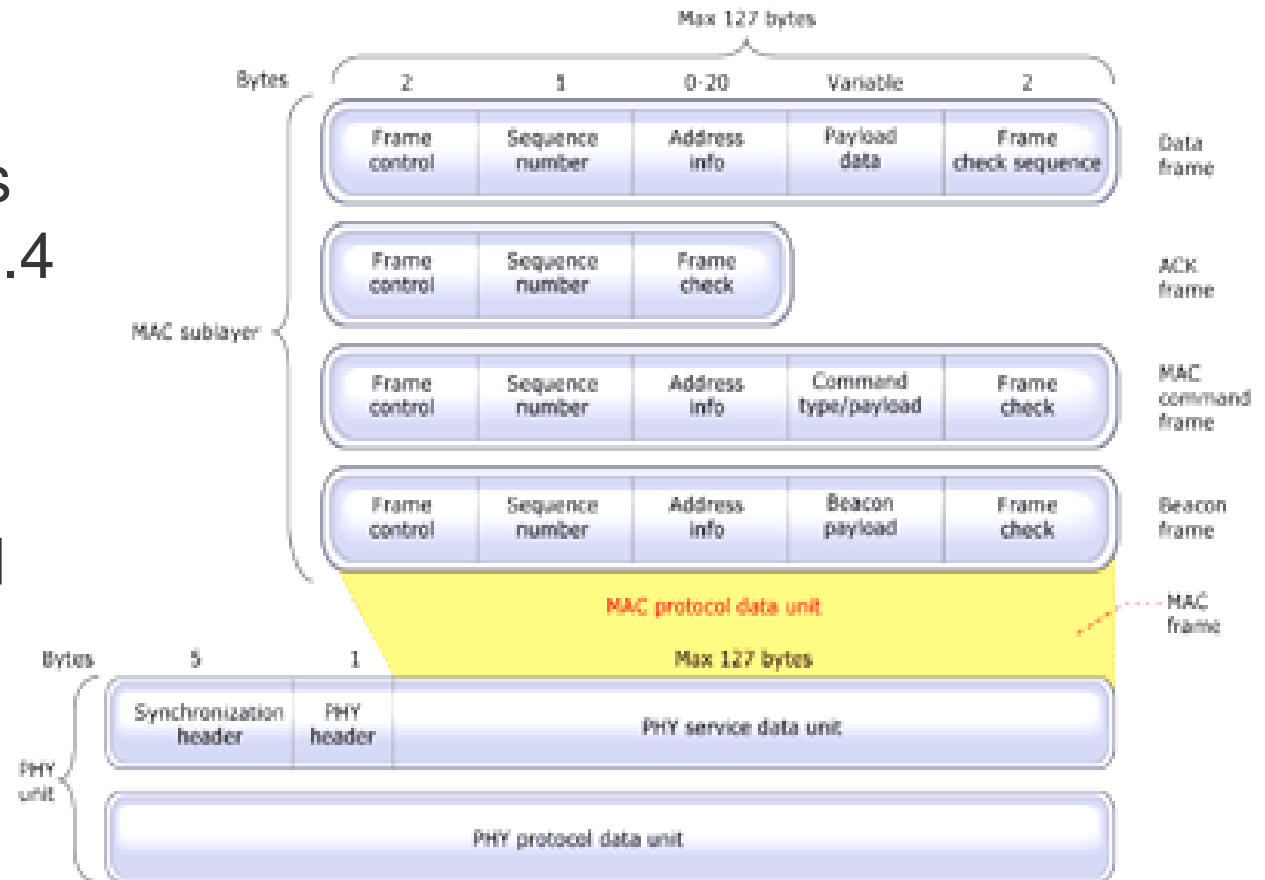 Max 127 bytes
Bytes 2 1 0-20 Variable 2
s
.4
Frame control
Sequence number
Address info
Payload data
Frame check sequence
Data frame
Frame control
Sequence number
Frame check
ACK frame
MAC sublayer
Frame control
Sequence number
Address info
Command type/payload
Frame check
MAC command frame
Frame control
Sequence number
Address info
Beacon payload
Frame check
Beacon frame
MAC protocol data unit
MAC frame
Bytes 5 1 Max 127 bytes
Synchronization header
PHY header
PHY service data unit
PHY unit
PHY protocol data unit